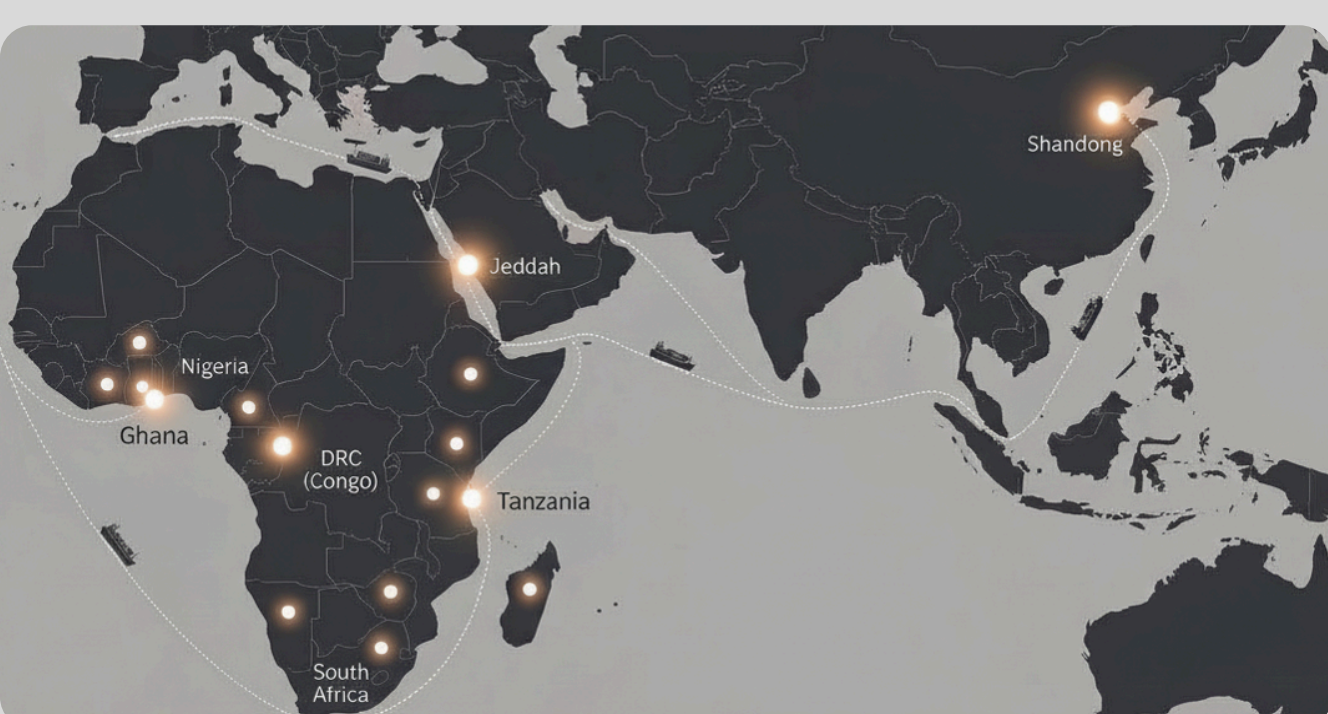 Shandong
Jeddah
Nigeria
Ghana
DRC
(Congo)
Tanzania
South
Africa